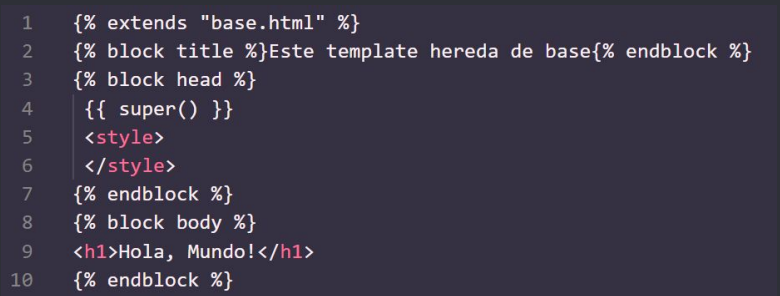 1 {% extends "base.html" %}
2 {% block title %}Este template hereda de base{% endblock %}
3 {% block head %}
4 {{ super() }}
5 <style>
6 </style>
7 {% endblock %}
8 {% block body %}
9 <h1>Hola, Mundo!</h1>
10 {% endblock %}